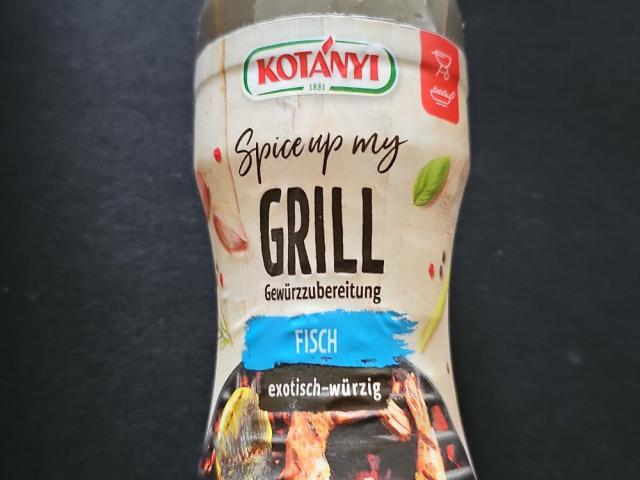 KOTÁNYI
1881
Spice up my
GRILL
Gewürzzubereitung
FISCH
exotisch-würzig